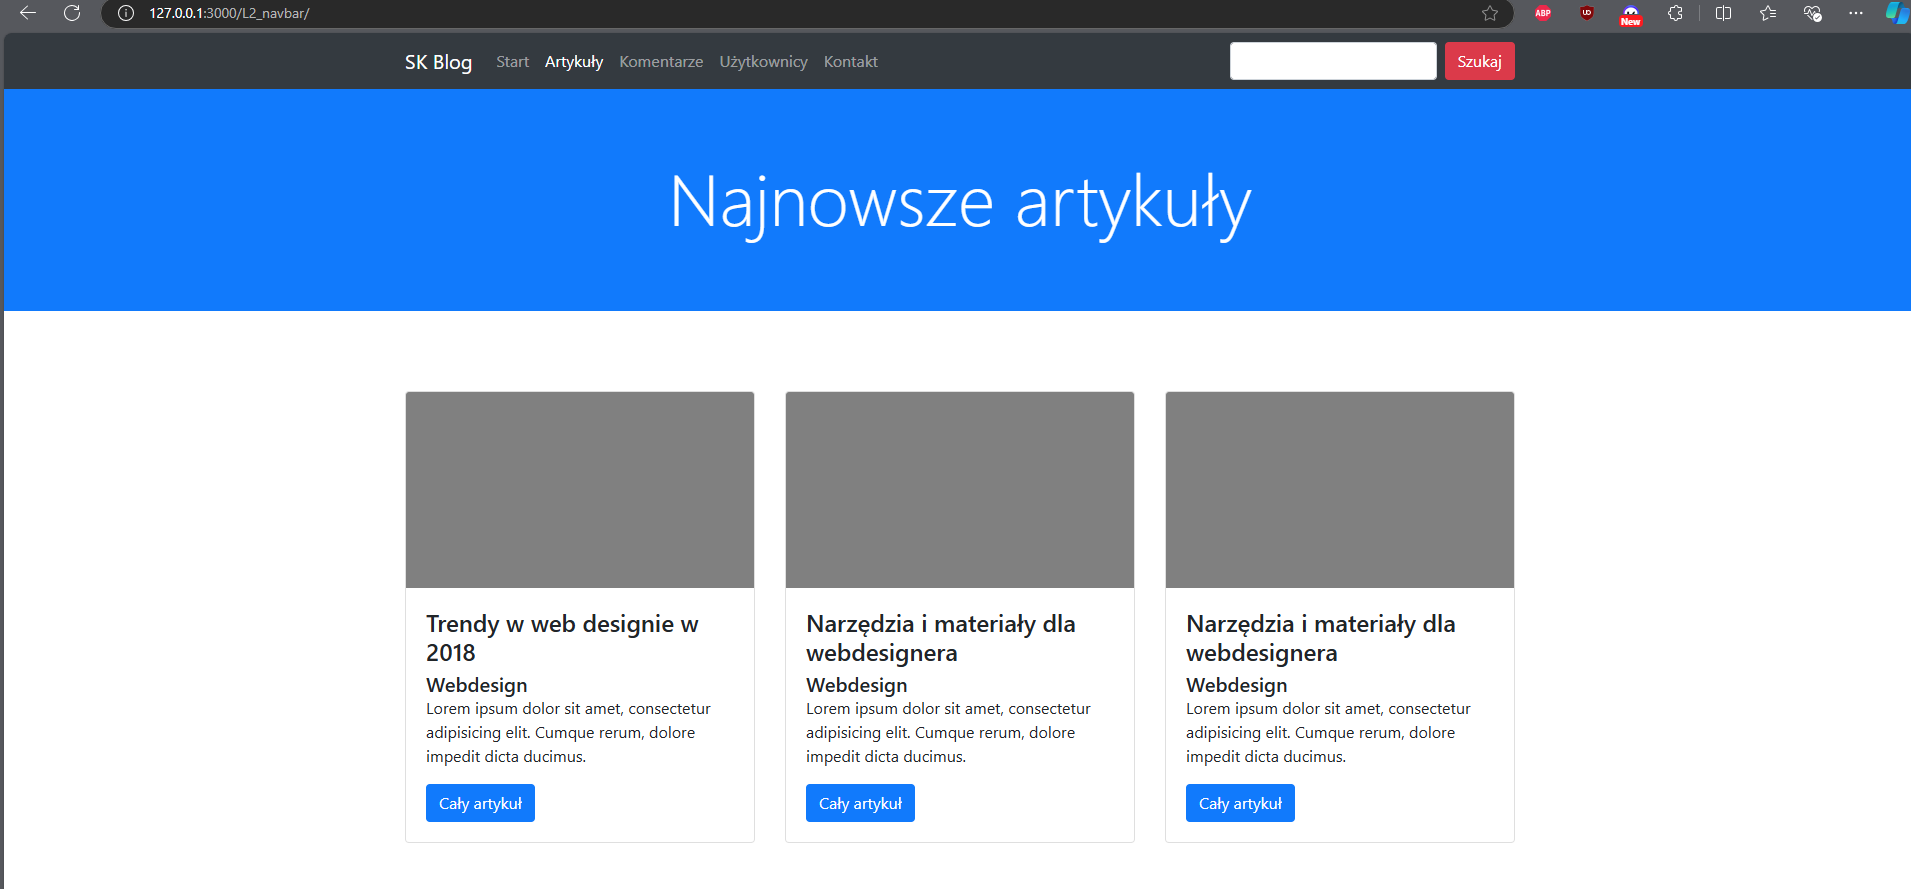 127.0.0.1:3000/L2_navbar/
ABP
UD
New
SK Blog Start Artykuły Komentarze Użytkownicy Kontakt Szukaj
Najnowsze artykuły
Trendy w web designie w
2018
Webdesign
Lorem ipsum dolor sit amet, consectetur
adipisicing elit. Cumque rerum, dolore
impedit dicta ducimus.
Cały artykuł
Narzędzia i materiały dla
webdesignera
Webdesign
Lorem ipsum dolor sit amet, consectetur
adipisicing elit. Cumque rerum, dolore
impedit dicta ducimus.
Cały artykuł
Narzędzia i materiały dla
webdesignera
Webdesign
Lorem ipsum dolor sit amet, consectetur
adipisicing elit. Cumque rerum, dolore
impedit dicta ducimus.
Cały artykuł